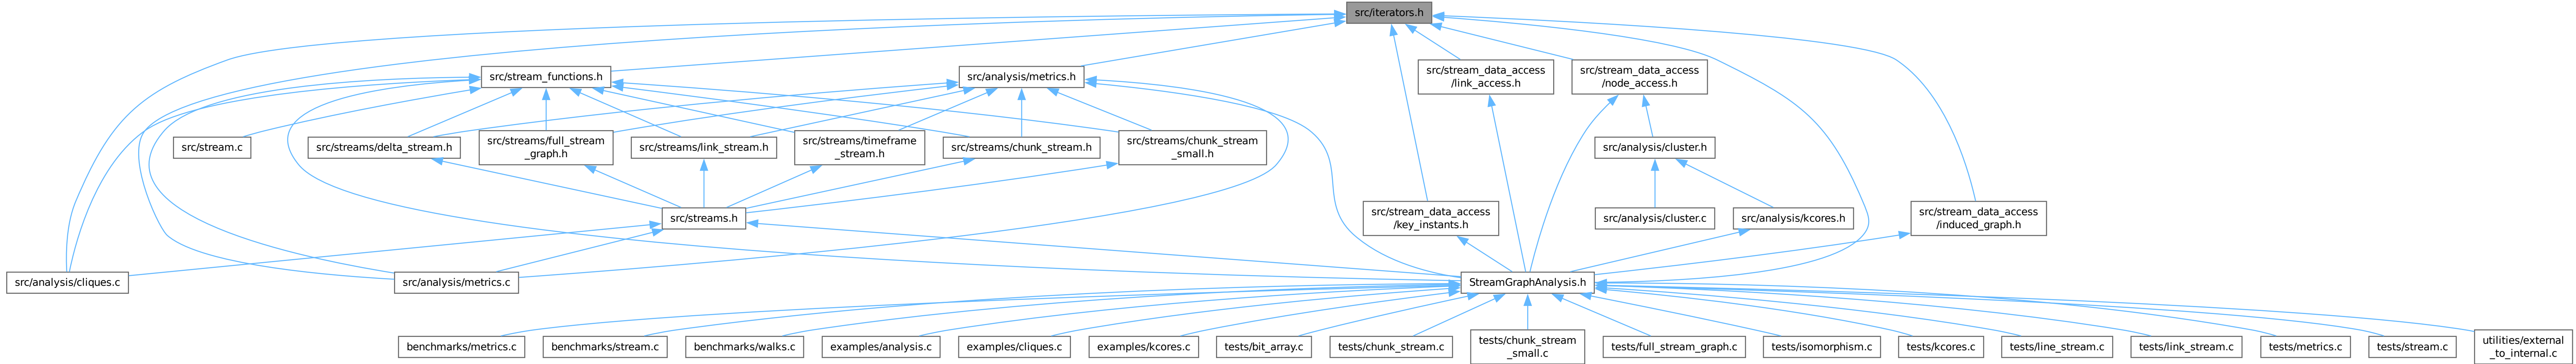 src/iterators.h
src/stream_functions.h
src/analysis/metrics.h
src/stream_data_access
/link_access.h
src/stream_data_access
/node_access.h
src/stream.c
src/streams/delta_stream.h
src/streams/full_stream
_graph.h
src/streams/link_stream.h
src/streams/timeframe
_stream.h
src/streams/chunk_stream.h
src/streams/chunk_stream
_small.h
src/analysis/cluster.h
src/streams.h
src/stream_data_access
/key_instants.h
src/analysis/cluster.c
src/analysis/kcores.h
src/stream_data_access
/induced_graph.h
src/analysis/cliques.c
src/analysis/metrics.c
StreamGraphAnalysis.h
benchmarks/metrics.c
benchmarks/stream.c
benchmarks/walks.c
examples/analysis.c
examples/cliques.c
examples/kcores.c
tests/bit_array.c
tests/chunk_stream.c
tests/chunk_stream
_small.c
tests/full_stream_graph.c
tests/isomorphism.c
tests/kcores.c
tests/line_stream.c
tests/link_stream.c
tests/metrics.c
tests/stream.c
utilities/external
_to_internal.c